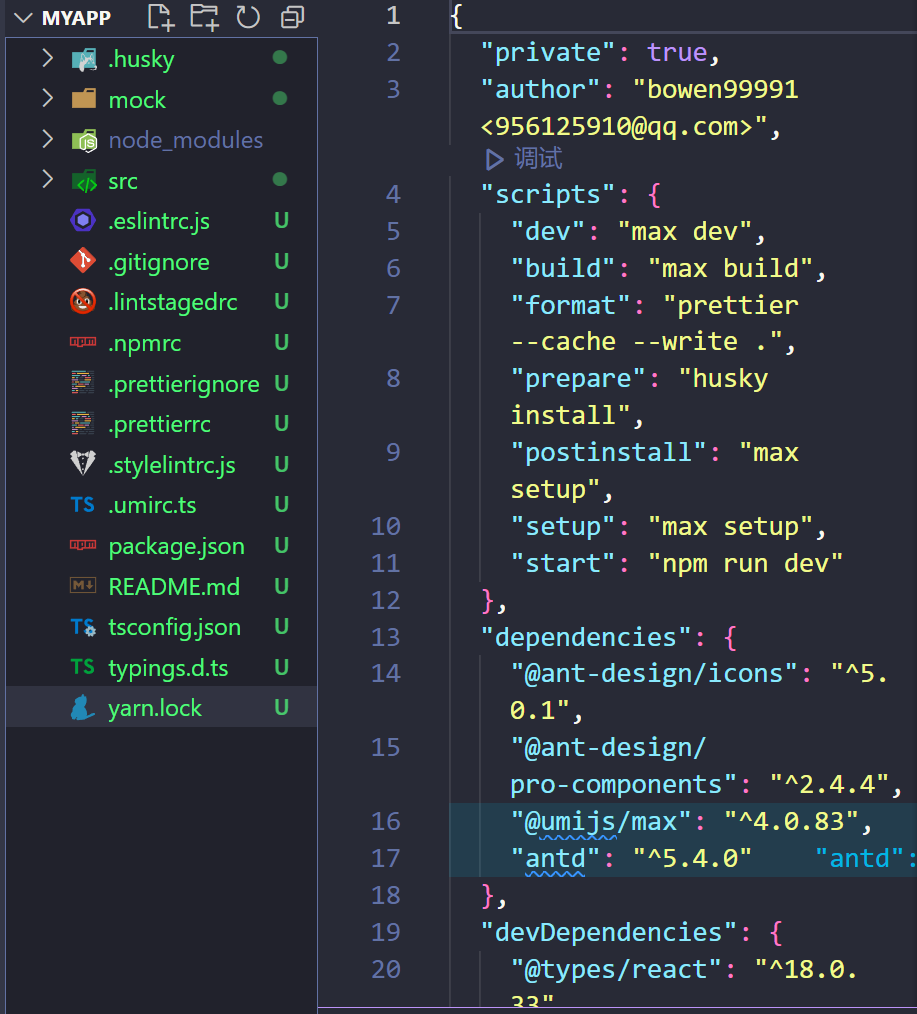 MYAPP
.husky
mock
node_modules
src
.eslintrc.js U
.gitignore U
.lintstagedrc U
.npmrc U
.prettierignore U
.prettierrc U
.stylelintrc.js U
TS .umirc.ts U
package.json U
README.md U
TS tsconfig.json U
TS typings.d.ts U
yarn.lock U
1 {
2 "private": true,
3 "author": "bowen99991
<956125910@qq.com>",
调试
4 "scripts": {
5 "dev": "max dev",
6 "build": "max build",
7 "format": "prettier
--cache --write .",
8 "prepare": "husky
install",
9 "postinstall": "max
setup",
10 "setup": "max setup",
11 "start": "npm run dev"
12 },
13 "dependencies": {
14 "@ant-design/icons": "^5.
0.1",
15 "@ant-design/
pro-components": "^2.4.4",
16 "@umijs/max": "^4.0.83",
17 "antd": "^5.4.0" "antd":
18 },
19 "devDependencies": {
20 "@types/react": "^18.0.
33"